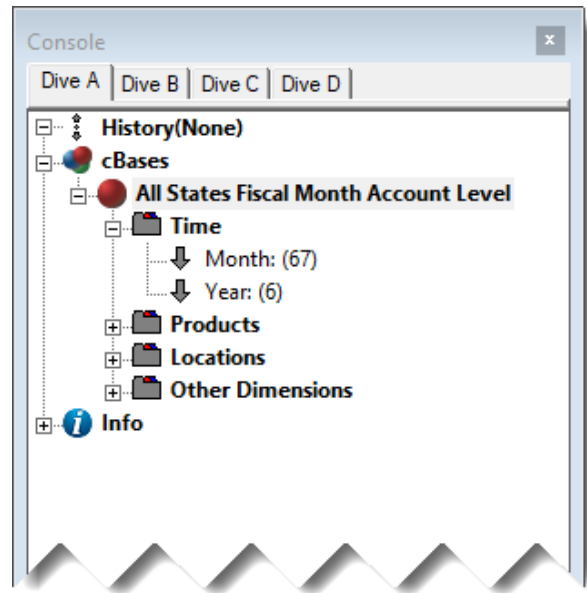 Console
x
Dive A Dive B Dive C Dive D
History(None)
cBases
All States Fiscal Month Account Level
Time
Month: (67)
Year: (6)
Products
Locations
Other Dimensions
i Info